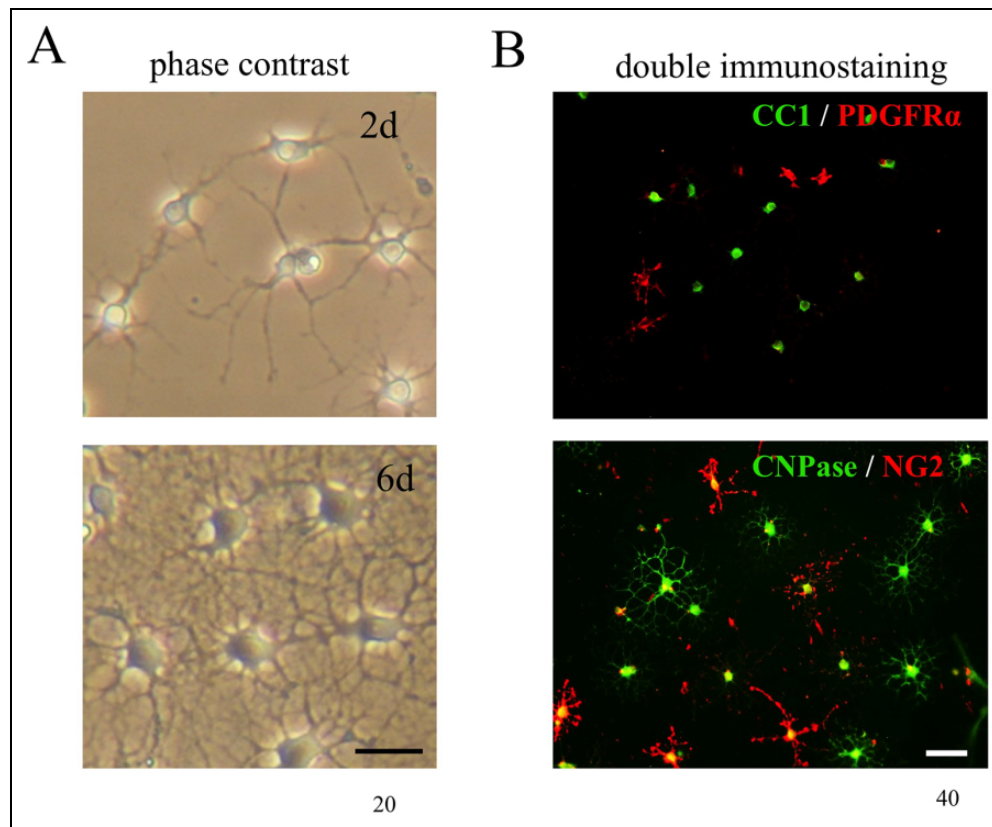 A
phase contrast
2d
6d
20
B
double immunostaining
CC1 / PDGFRα
CNPase / NG2
40